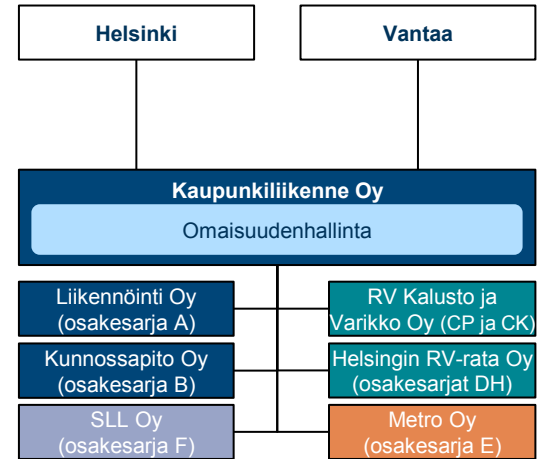 Helsinki
Vantaa
Kaupunkiliikenne Oy
Omaisuudenhallinta
Liikennöinti Oy
(osakesarja A)
RV Kalusto ja
Varikko Oy (CP ja CK)
Kunnossapito Oy
(osakesarja B)
Helsingin RV-rata Oy
(osakesarjat DH)
SLL Oy
(osakesarja F)
Metro Oy
(osakesarja E)